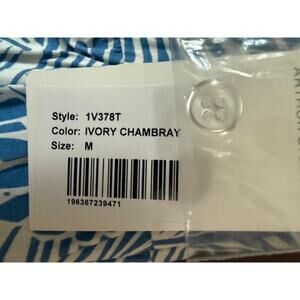 Style: 1V378T
Color: IVORY CHAMBRAY
Size: M
196367239471